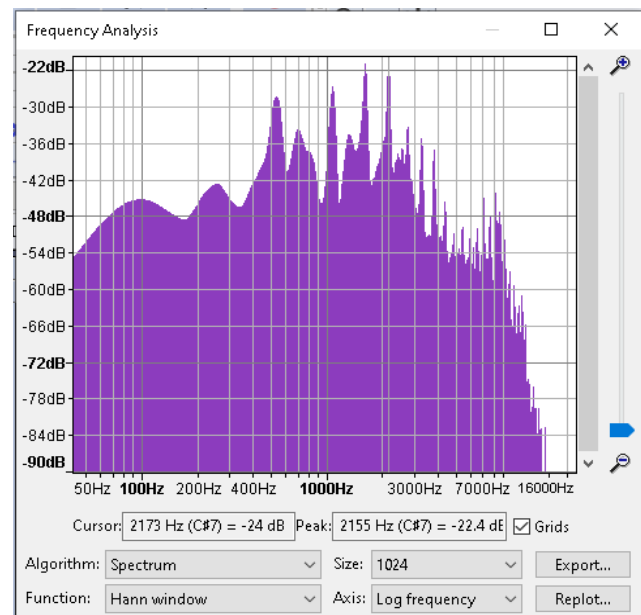 Frequency Analysis
-22dB
-30dB
-36dB
-42dB
-48dB
-54dB
-60dB
-66dB
-72dB
-78dB
-84dB
-90dB
50Hz 100Hz 200Hz 400Hz 1000Hz 3000Hz 7000Hz 16000Hz
Cursor: 2173 Hz (C#7) = -24 dB Peak: 2155 Hz (C#7) = -22.4 dE Grids
Algorithm: Spectrum Size: 1024 Export...
Function: Hann window Axis: Log frequency Replot...